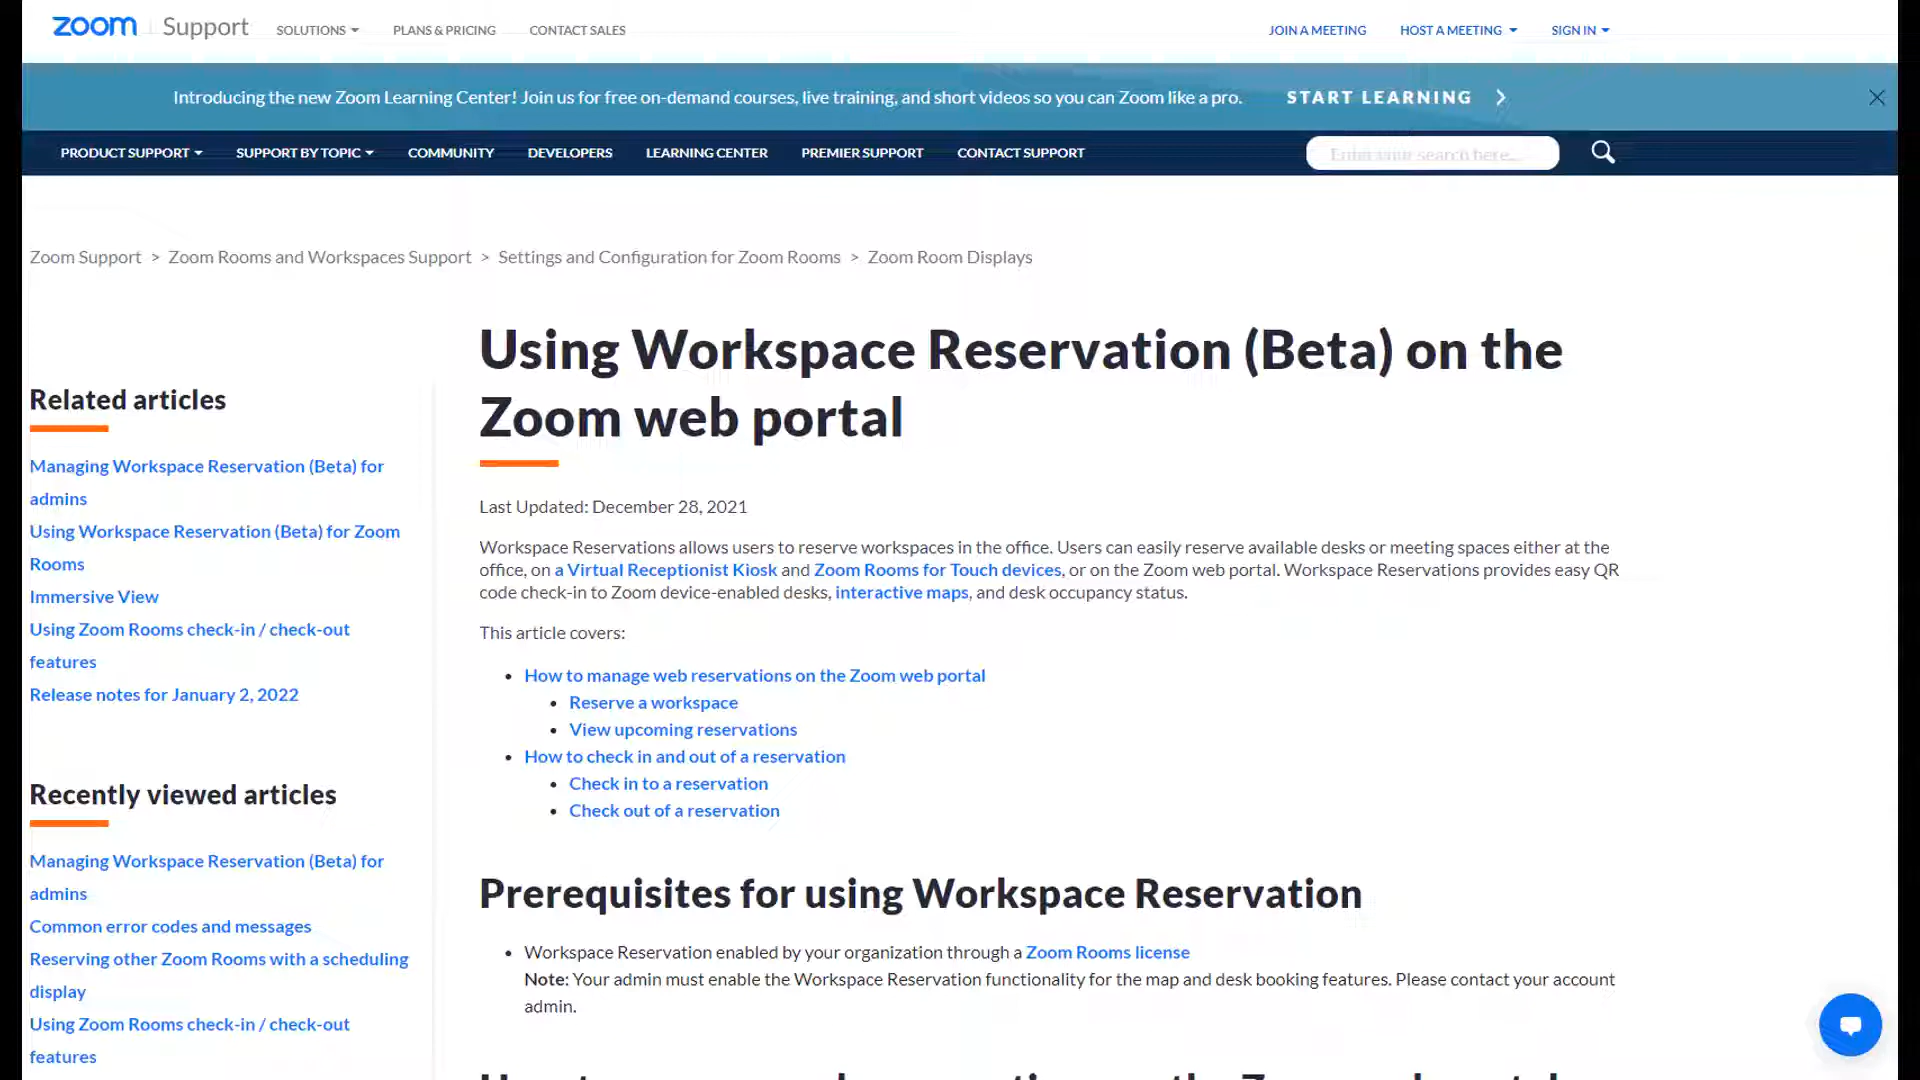 zoom Support SOLUTIONS PLANS & PRICING CONTACT SALES JOIN A MEETING HOST A MEETING SIGN IN
Introducing the new Zoom Learning Center! Join us for free on-demand courses, live training, and short videos so you can Zoom like a pro. START LEARNING
PRODUCT SUPPORT SUPPORT BY TOPIC COMMUNITY DEVELOPERS LEARNING CENTER PREMIER SUPPORT CONTACT SUPPORT Enter your search here...
Zoom Support > Zoom Rooms and Workspaces Support > Settings and Configuration for Zoom Rooms > Zoom Room Displays
Related articles
Managing Workspace Reservation (Beta) for
admins
Using Workspace Reservation (Beta) for Zoom
Rooms
Immersive View
Using Zoom Rooms check-in / check-out
features
Release notes for January 2, 2022
Recently viewed articles
Managing Workspace Reservation (Beta) for
admins
Common error codes and messages
Reserving other Zoom Rooms with a scheduling
display
Using Zoom Rooms check-in / check-out
features
Using Workspace Reservation (Beta) on the
Zoom web portal
Last Updated: December 28, 2021
Workspace Reservations allows users to reserve workspaces in the office. Users can easily reserve available desks or meeting spaces either at the
office, on a Virtual Receptionist Kiosk and Zoom Rooms for Touch devices, or on the Zoom web portal. Workspace Reservations provides easy QR
code check-in to Zoom device-enabled desks, interactive maps, and desk occupancy status.
This article covers:
• How to manage web reservations on the Zoom web portal
• Reserve a workspace
• View upcoming reservations
• How to check in and out of a reservation
• Check in to a reservation
• Check out of a reservation
Prerequisites for using Workspace Reservation
• Workspace Reservation enabled by your organization through a Zoom Rooms license
Note: Your admin must enable the Workspace Reservation functionality for the map and desk booking features. Please contact your account
admin.